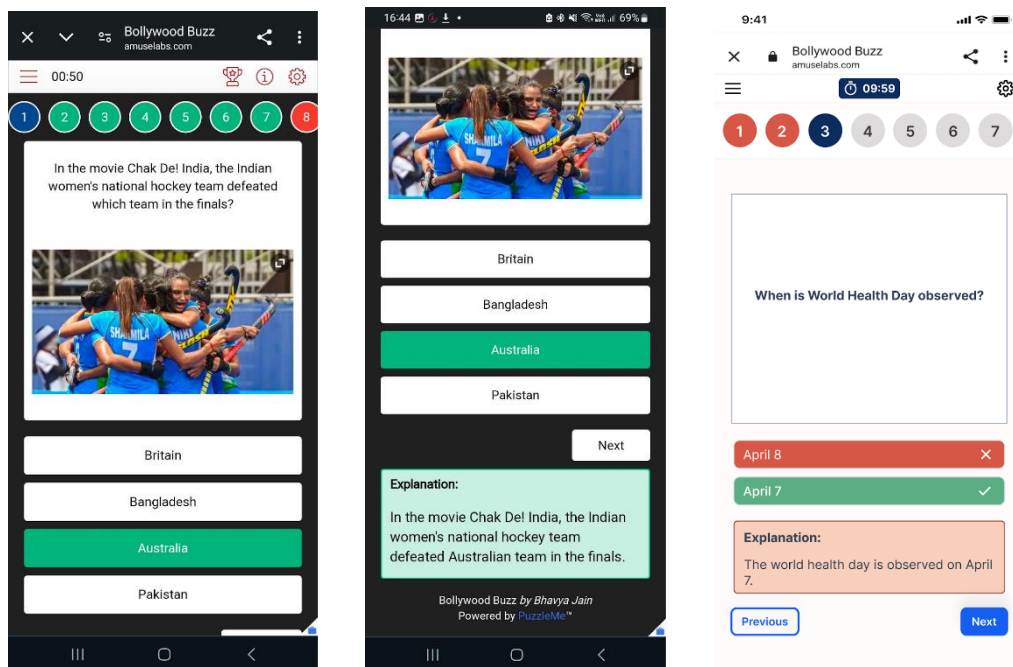 Bollywood Buzz
amuselabs.com
00:50
1 2 3 4 5 6 7 8
In the movie Chak De! India, the Indian
women's national hockey team defeated
which team in the finals?
SHARMILA
7
Britain
Bangladesh
Australia
Pakistan
16:44
69%
7
NIKI
Britain
Bangladesh
Australia
Pakistan
Next
Explanation:
In the movie Chak De! India, the Indian
women's national hockey team
defeated Australian team in the finals.
Bollywood Buzz by Bhavya Jain
Powered by PuzzleMe™
9:41
Bollywood Buzz
amuselabs.com
09:59
1 2 3 4 5 6 7
When is World Health Day observed?
April 8
April 7
Explanation:
The world health day is observed on April
7.
Previous
Next